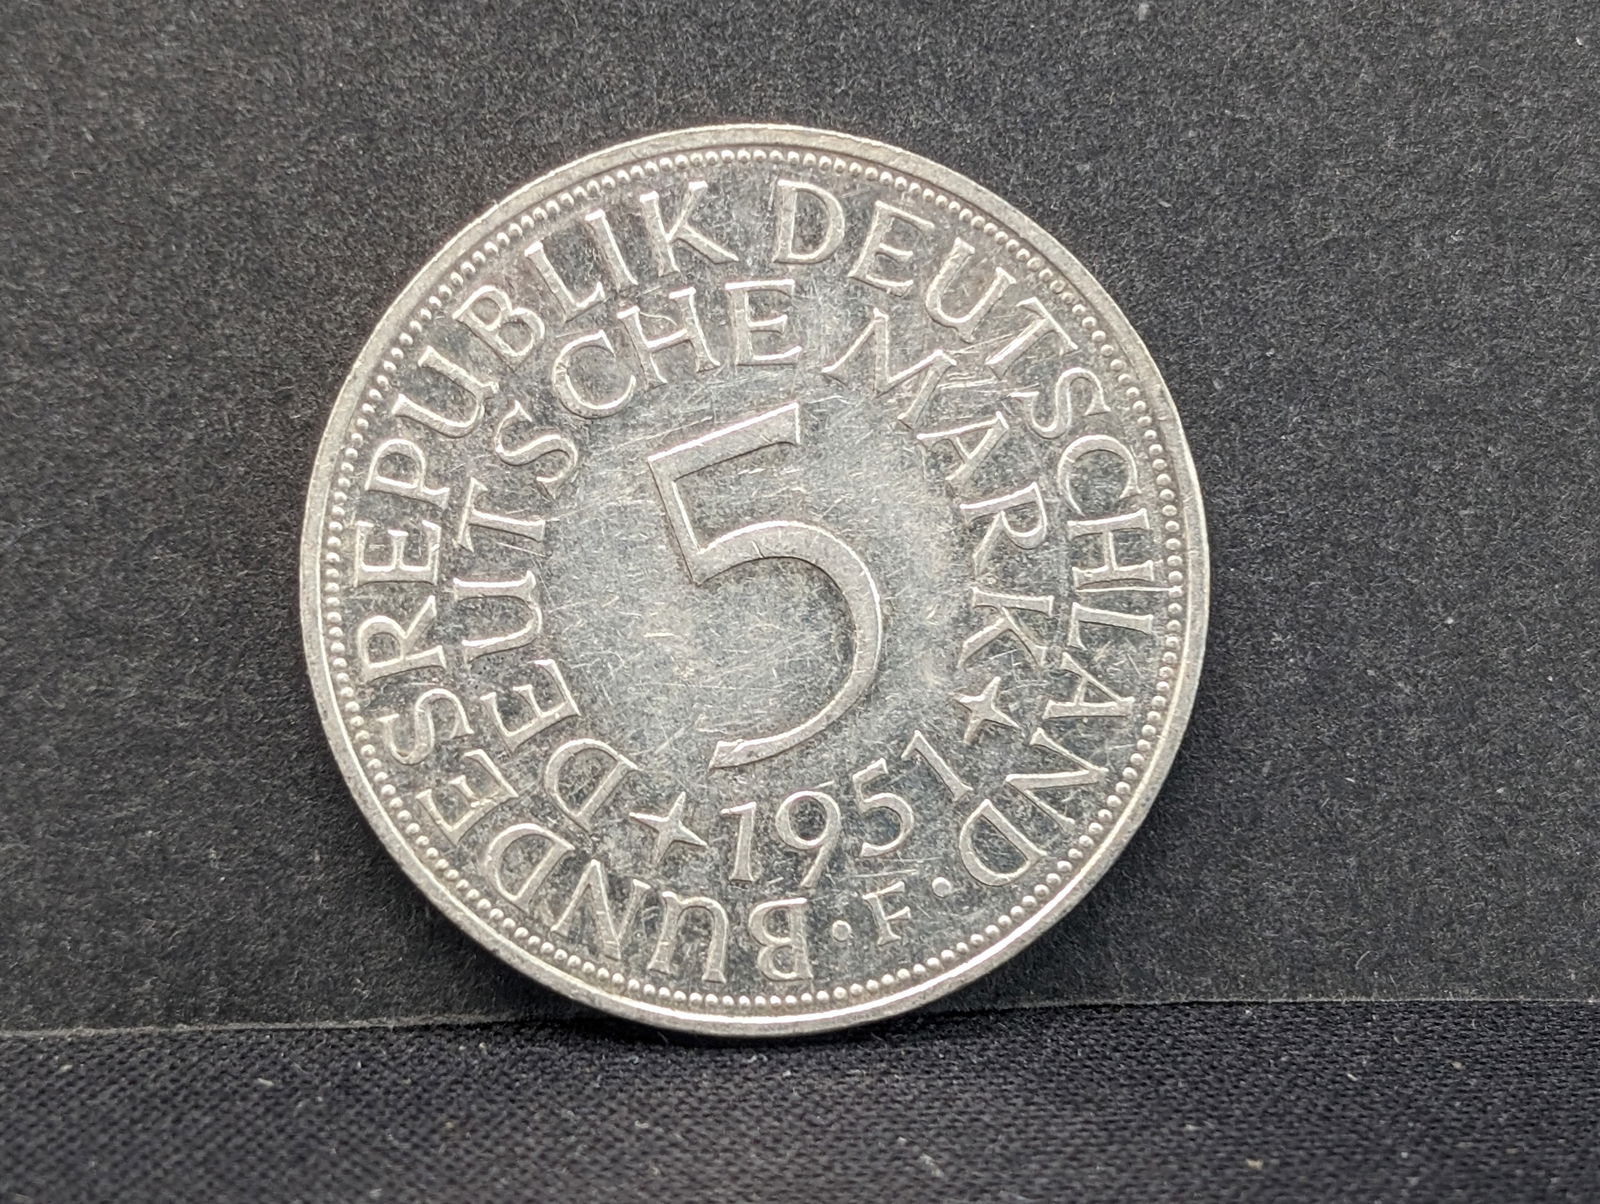 BUNDESREPUBLIK DEUTSCHLAND · F ·
DEUTSCHE MARK
5
1951